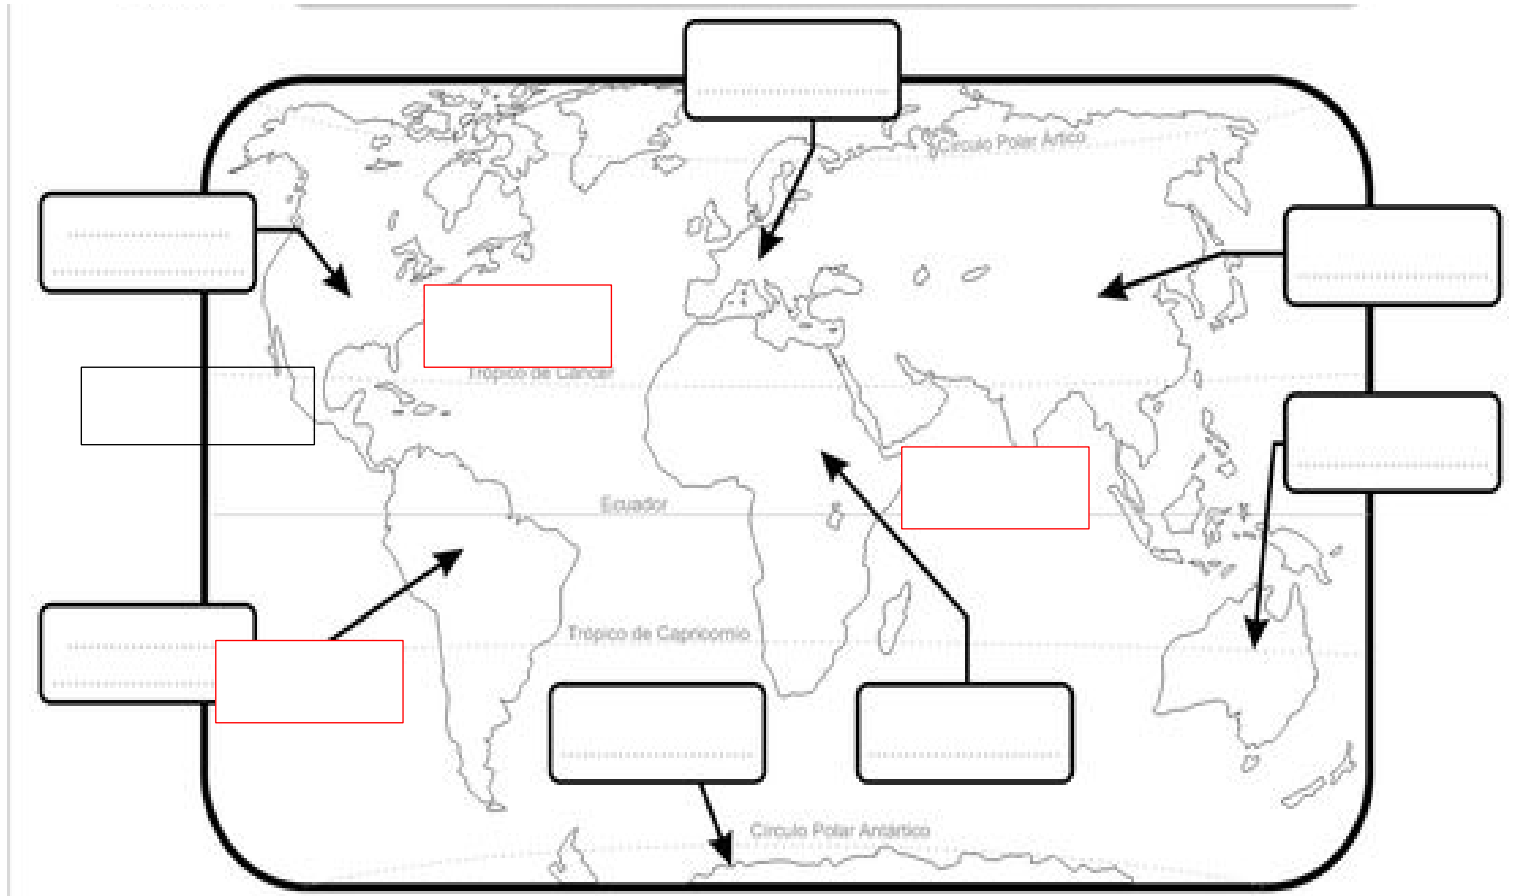 Círculo Polar Ártico
Trópico de Cáncer
Ecuador
Trópico de Capricornio
Círculo Polar Antártico